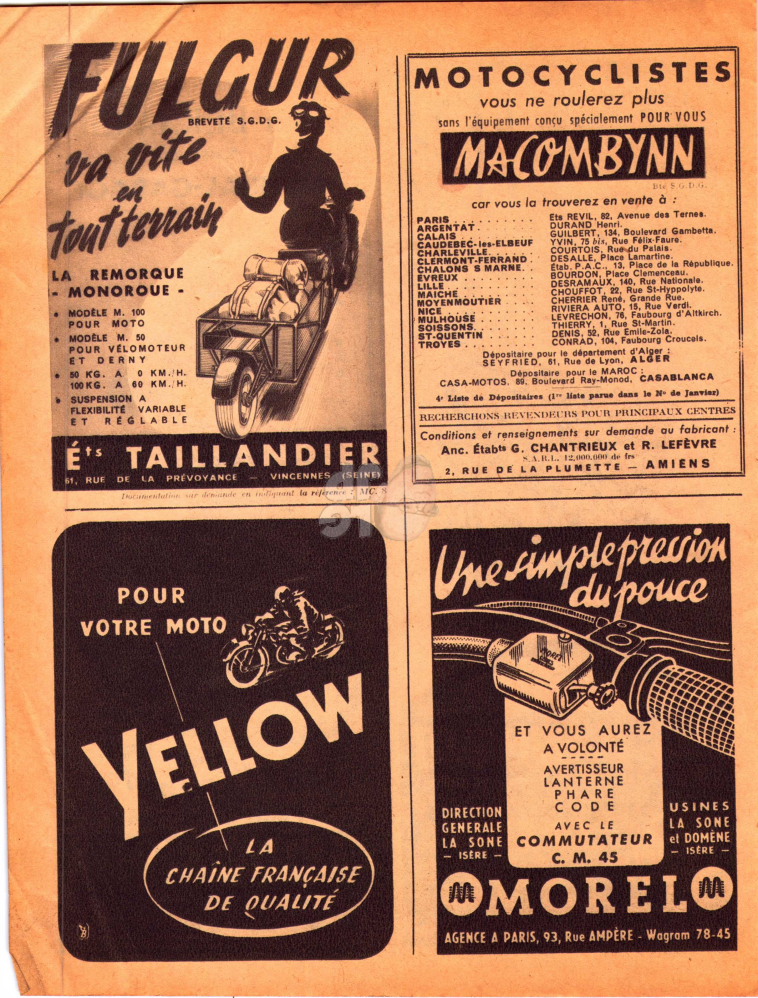 FULGUR
BREVETÉ S.G.D.G.
va vite
en
tout terrain
LA REMORQUE
- MONOROUE -
• MODÈLE M. 100
POUR MOTO
• MODÈLE M. 50
POUR VÉLOMOTEUR
ET DERNY
• 50 KG. A 0 KM./H.
100 KG. A 60 KM./H.
• SUSPENSION A
FLEXIBILITÉ VARIABLE
ET RÉGLABLE
Éts TAILLANDIER
61, RUE DE LA PRÉVOYANCE — VINCENNES (SEINE)
Documentation sur demande en indiquant la référence : MC. S
MOTOCYCLISTES
vous ne roulerez plus
sans l'équipement conçu spécialement POUR VOUS
MACOMBYNN
Bté S.G.D.G.
car vous la trouverez en vente à :
PARIS . . . . . . . . . . Ets REVIL, 82, Avenue des Ternes.
ARGENTAT . . . . . . . . DURAND Henri.
CALAIS . . . . . . . . . GUILBERT, 134, Boulevard Gambetta.
CAUDEBEC-les-ELBEUF YVIN, 75 bis, Rue Félix-Faure.
CHARLEVILLE . . . . . . COURTOIS, Rue du Palais.
CLERMONT-FERRAND . DESALLE, Place Lamartine.
CHALONS S MARNE . . Étab. P.A.C., 13, Place de la République.
EVREUX . . . . . . . . . BOURDON, Place Clemenceau.
LILLE . . . . . . . . . . DESRAMAUX, 140, Rue Nationale.
MAICHE . . . . . . . . . CHOUFFOT, 22, Rue St-Hyppolyte.
MOYENMOUTIER . . . . CHERRIER René, Grande Rue.
NICE . . . . . . . . . . RIVIERA AUTO, 15, Rue Verdi.
MULHOUSE . . . . . . . LEVRECHON, 76, Faubourg d'Altkirch.
SOISSONS . . . . . . . . THIERRY, 1, Rue St-Martin.
ST-QUENTIN . . . . . . DENIS, 52, Rue Emile-Zola.
TROYES . . . . . . . . . CONRAD, 104, Faubourg Croucels.
Dépositaire pour le département d'Alger :
SEYFRIED, 61, Rue de Lyon, ALGER
Dépositaire pour le MAROC :
CASA-MOTOS. 89, Boulevard Ray-Monod, CASABLANCA
4e Liste de Dépositaires (1re liste parue dans le No de Janvier)
RECHERCHONS REVENDEURS POUR PRINCIPAUX CENTRES
Conditions et renseignements sur demande au fabricant :
Anc. Étabts G. CHANTRIEUX et R. LEFÈVRE
S.A.R.L. 12.000.000 de frs
2, RUE DE LA PLUMETTE — AMIENS
POUR
VOTRE MOTO
YELLOW
LA
CHAÎNE FRANÇAISE
DE QUALITÉ
Une simple pression
du pouce
MOREL
ET VOUS AUREZ
A VOLONTÉ
-----
AVERTISSEUR
LANTERNE
PHARE
CODE
AVEC LE
COMMUTATEUR
C. M. 45
DIRECTION
GENERALE
LA SONE
— ISÈRE —
USINES
LA SONE
et DOMÈNE
— ISÈRE —
M MOREL M
AGENCE A PARIS, 93, Rue AMPÈRE - Wagram 78-45